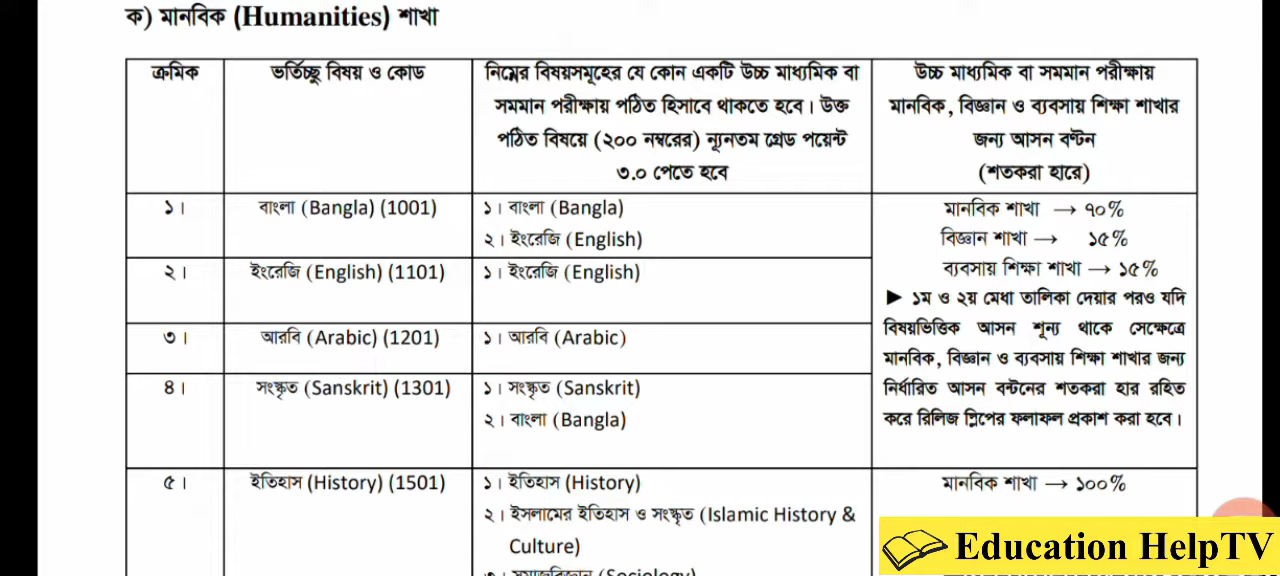 ক) মানবিক (Humanities) শাখা
ক্রমিক
ভর্তিচ্ছু বিষয় ও কোড
নিম্নের বিষয়সমূহের যে কোন একটি উচ্চ মাধ্যমিক বা
সমমান পরীক্ষায় পঠিত হিসাবে থাকতে হবে। উক্ত
পঠিত বিষয়ে (২০০ নম্বরের) ন্যূনতম গ্রেড পয়েন্ট
৩.০ পেতে হবে
উচ্চ মাধ্যমিক বা সমমান পরীক্ষায়
মানবিক, বিজ্ঞান ও ব্যবসায় শিক্ষা শাখার
জন্য আসন বণ্টন
(শতকরা হারে)
১।
বাংলা (Bangla) (1001)
১। বাংলা (Bangla)
২। ইংরেজি (English)
মানবিক শাখা → ৭০%
বিজ্ঞান শাখা → ১৫%
ব্যবসায় শিক্ষা শাখা → ১৫%
► ১ম ও ২য় মেধা তালিকা দেয়ার পরও যদি
বিষয়ভিত্তিক আসন শূন্য থাকে সেক্ষেত্রে
মানবিক, বিজ্ঞান ও ব্যবসায় শিক্ষা শাখার জন্য
নির্ধারিত আসন বন্টনের শতকরা হার রহিত
করে রিলিজ স্লিপের ফলাফল প্রকাশ করা হবে।
২।
ইংরেজি (English) (1101)
১। ইংরেজি (English)
৩।
আরবি (Arabic) (1201)
১। আরবি (Arabic)
৪।
সংস্কৃত (Sanskrit) (1301)
১। সংস্কৃত (Sanskrit)
২। বাংলা (Bangla)
৫।
ইতিহাস (History) (1501)
১। ইতিহাস (History)
২। ইসলামের ইতিহাস ও সংস্কৃত (Islamic History &
Culture)
৩। সমাজবিজ্ঞান (Sociology)
মানবিক শাখা → ১০০%
Education HelpTV